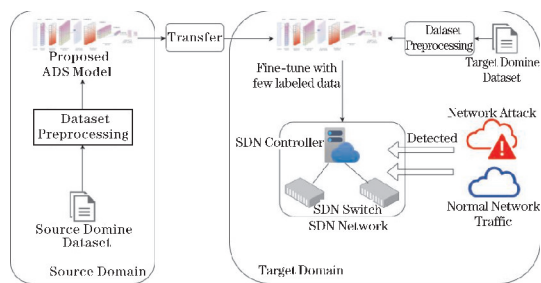 Proposed
ADS Model
Dataset
Preprocessing
Source Domine
Dataset
Source Domain
Transfer
Dataset
Preprocessing
Target Domine
Dataset
Fine-tune with
few labeled data
SDN Controller
SDN Switch
SDN Network
Detected
Network Attack
Normal Network
Traffic
Target Domain